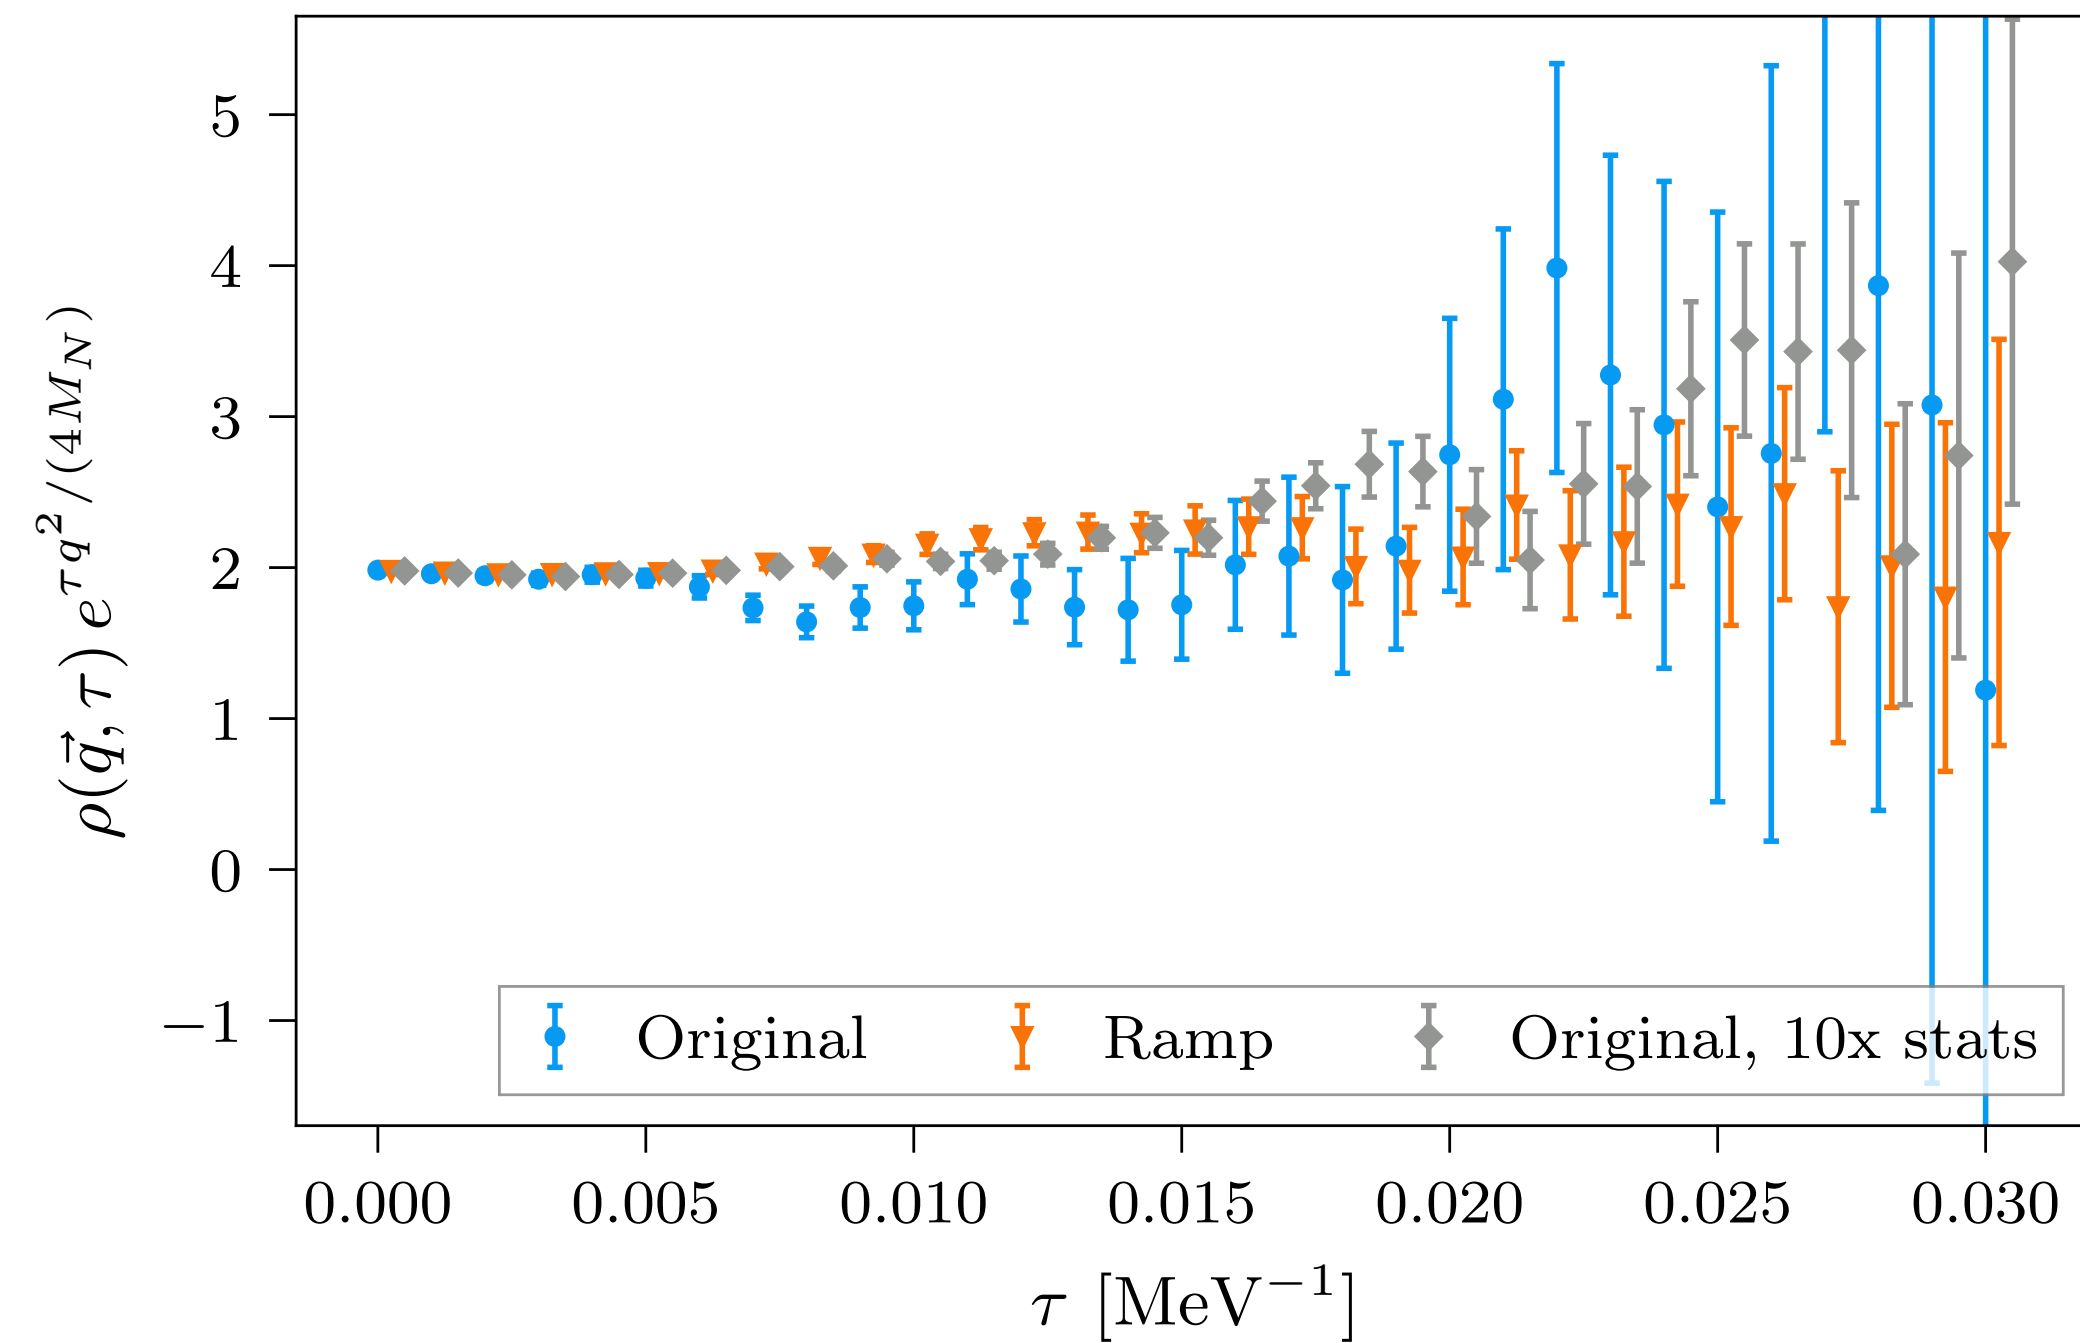 5
4
3
2
1
0
−1
ρ(q⃗, τ) e^{τq²/(4M_N)}
Original
Ramp
Original, 10x stats
0.000 0.005 0.010 0.015 0.020 0.025 0.030
τ [MeV⁻¹]